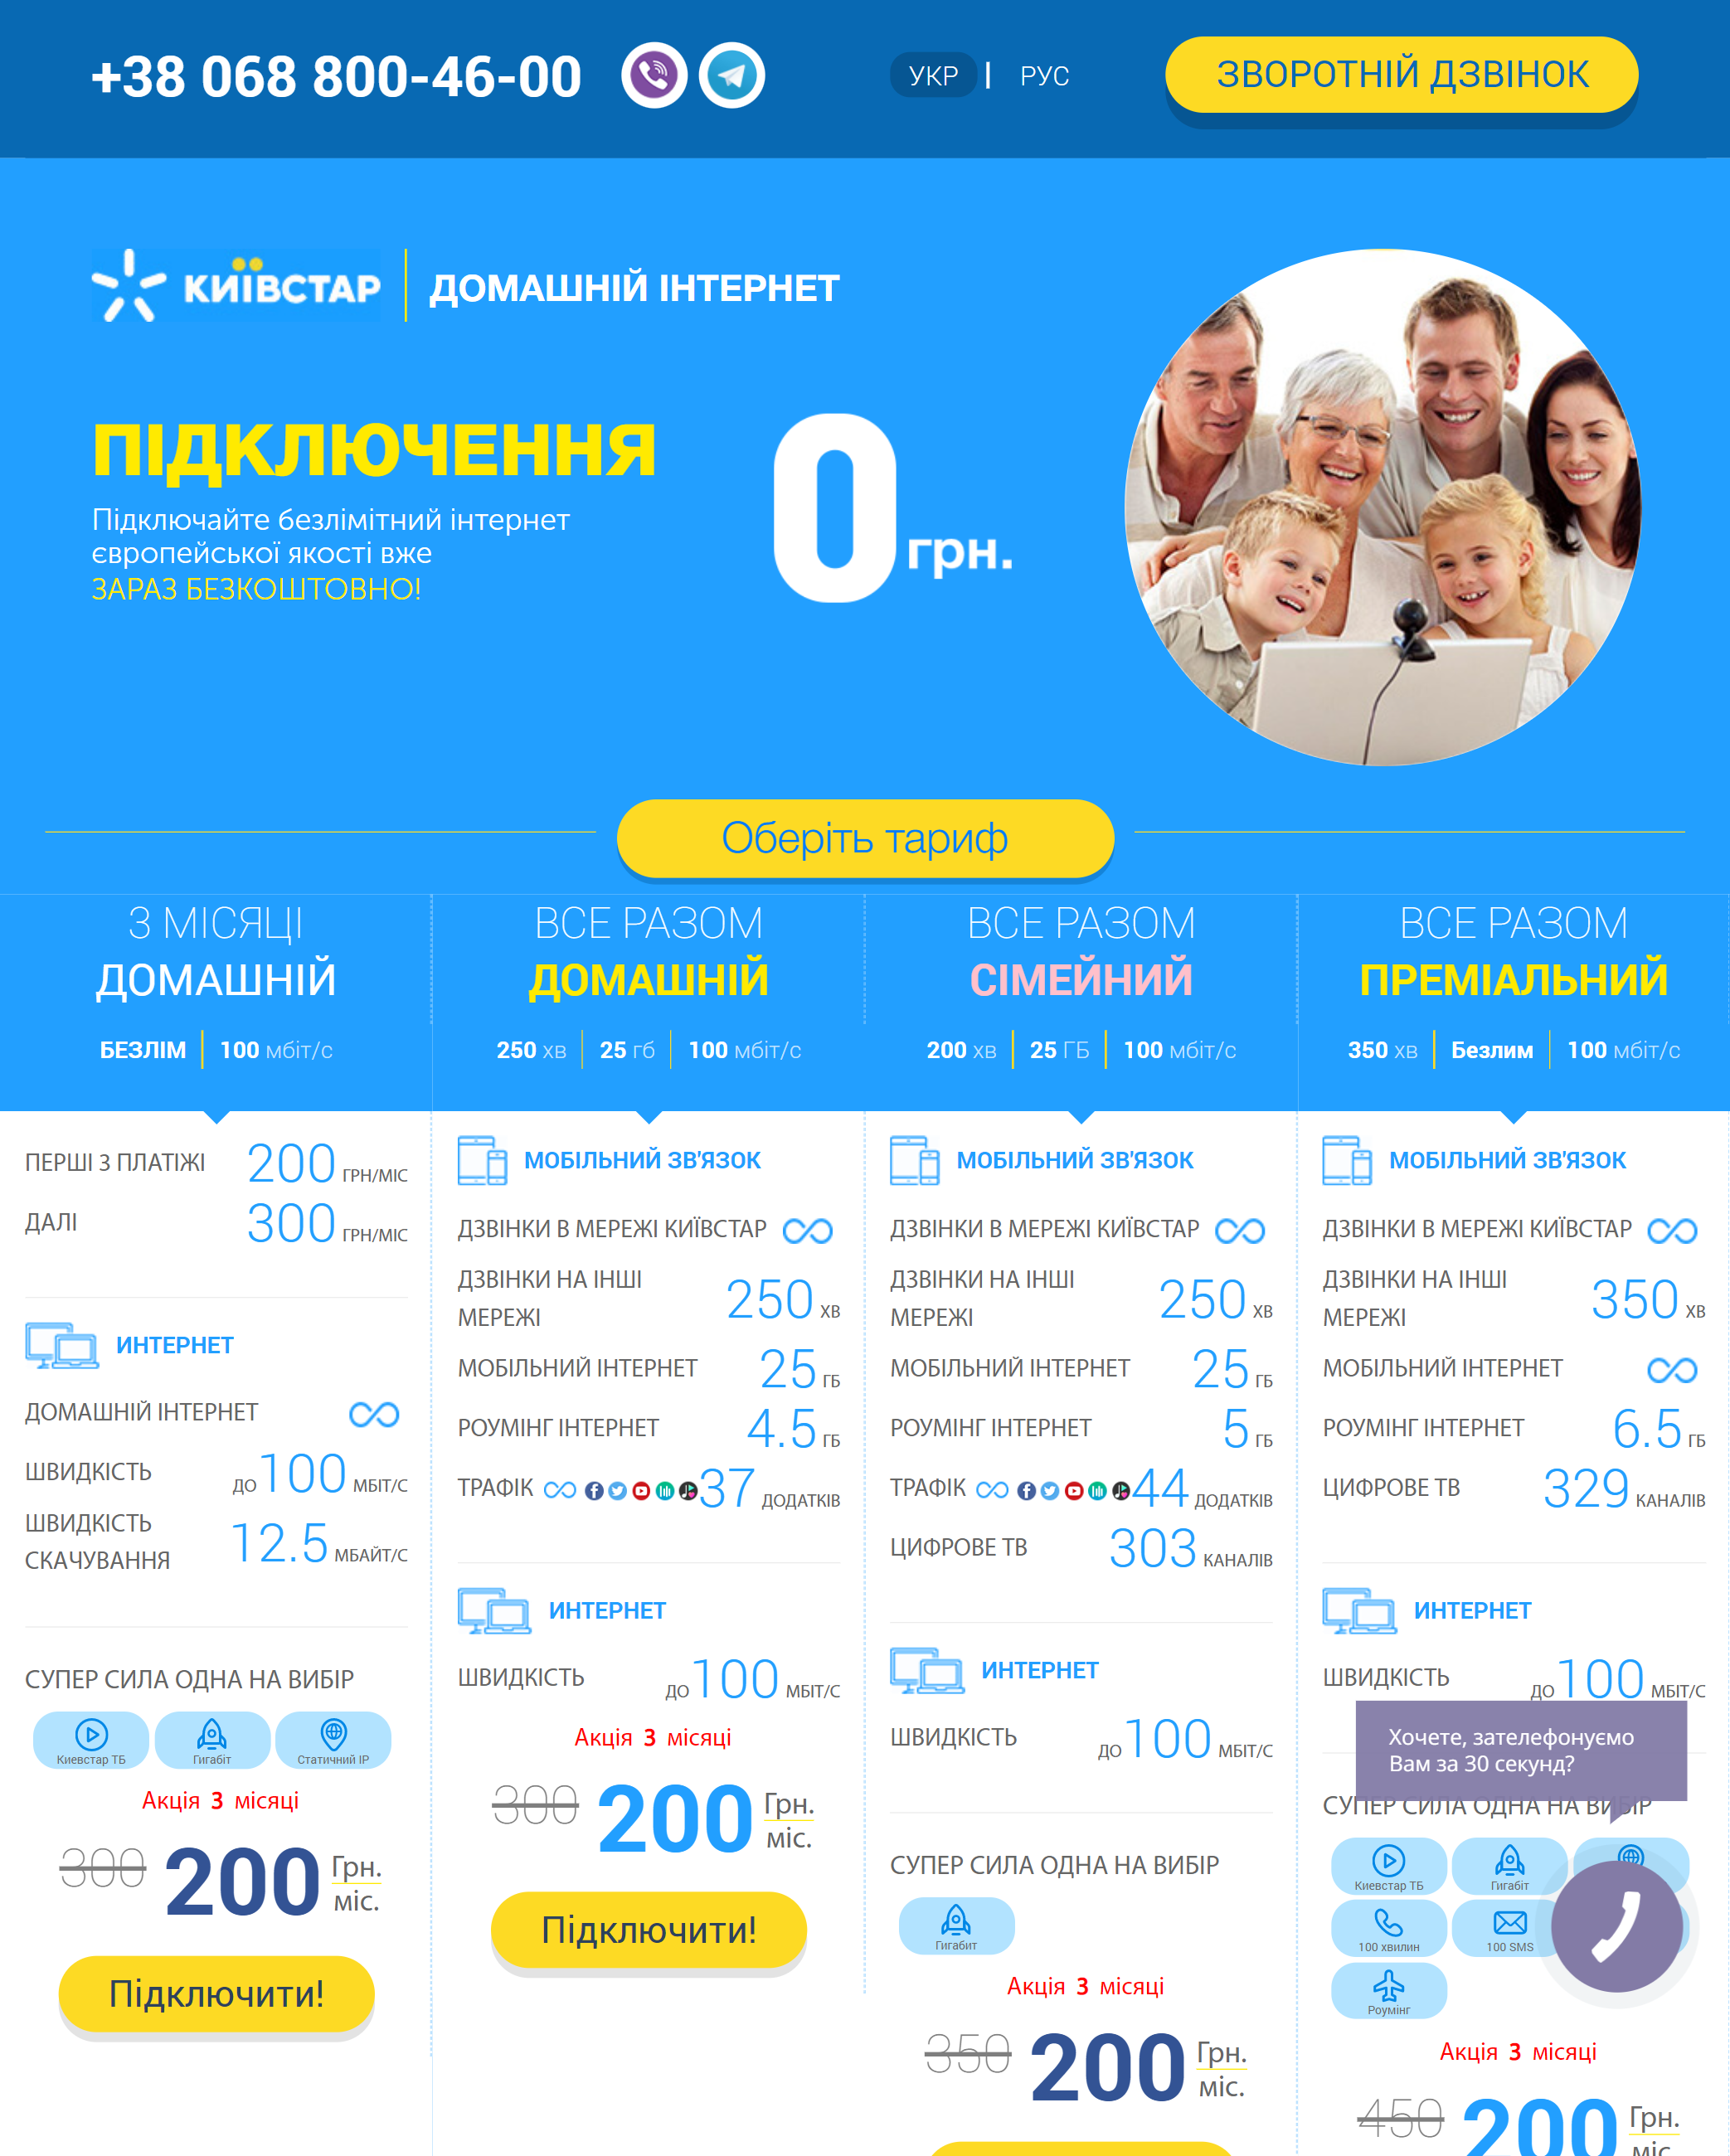 +38 068 800-46-00
УКР | РУС
ЗВОРОТНІЙ ДЗВІНОК
КИЇВСТАР
ДОМАШНІЙ ІНТЕРНЕТ
ПІДКЛЮЧЕННЯ
Підключайте безлімітний інтернет
європейської якості вже
ЗАРАЗ БЕЗКОШТОВНО!
0 грн.
Оберіть тариф
3 МІСЯЦІ
ДОМАШНІЙ
БЕЗЛІМ 100 мбіт/с
ПЕРШІ 3 ПЛАТІЖІ 200 ГРН/МІС
ДАЛІ 300 ГРН/МІС
ИНТЕРНЕТ
ДОМАШНІЙ ІНТЕРНЕТ
ШВИДКІСТЬ ДО 100 МБІТ/С
ШВИДКІСТЬ
СКАЧУВАННЯ 12.5 МБАЙТ/С
СУПЕР СИЛА ОДНА НА ВИБІР
Киевстар ТБ Гигабіт Статичний IP
Акція 3 місяці
300 200 Грн.
міс.
Підключити!
ВСЕ РАЗОМ
ДОМАШНІЙ
250 хв 25 гб 100 мбіт/с
МОБІЛЬНИЙ ЗВ'ЯЗОК
ДЗВІНКИ В МЕРЕЖІ КИЇВСТАР
ДЗВІНКИ НА ІНШІ
МЕРЕЖІ 250 ХВ
МОБІЛЬНИЙ ІНТЕРНЕТ 25 ГБ
РОУМІНГ ІНТЕРНЕТ 4.5 ГБ
ТРАФІК 37 ДОДАТКІВ
ИНТЕРНЕТ
ШВИДКІСТЬ ДО 100 МБІТ/С
Акція 3 місяці
300 200 Грн.
міс.
Підключити!
ВСЕ РАЗОМ
СІМЕЙНИЙ
200 хв 25 ГБ 100 мбіт/с
МОБІЛЬНИЙ ЗВ'ЯЗОК
ДЗВІНКИ В МЕРЕЖІ КИЇВСТАР
ДЗВІНКИ НА ІНШІ
МЕРЕЖІ 250 ХВ
МОБІЛЬНИЙ ІНТЕРНЕТ 25 ГБ
РОУМІНГ ІНТЕРНЕТ 5 ГБ
ТРАФІК 44 ДОДАТКІВ
ЦИФРОВЕ ТВ 303 КАНАЛІВ
ИНТЕРНЕТ
ШВИДКІСТЬ ДО 100 МБІТ/С
СУПЕР СИЛА ОДНА НА ВИБІР
Гигабит
Акція 3 місяці
350 200 Грн.
міс.
ВСЕ РАЗОМ
ПРЕМІАЛЬНИЙ
350 хв Безлим 100 мбіт/с
МОБІЛЬНИЙ ЗВ'ЯЗОК
ДЗВІНКИ В МЕРЕЖІ КИЇВСТАР
ДЗВІНКИ НА ІНШІ
МЕРЕЖІ 350 ХВ
МОБІЛЬНИЙ ІНТЕРНЕТ
РОУМІНГ ІНТЕРНЕТ 6.5 ГБ
ЦИФРОВЕ ТВ 329 КАНАЛІВ
ИНТЕРНЕТ
ШВИДКІСТЬ ДО 100 МБІТ/С
Хочете, зателефонуємо
Вам за 30 секунд?
СУПЕР СИЛА ОДНА НА ВИБІР
Киевстар ТБ Гигабіт
100 хвилин 100 SMS
Роумінг
Акція 3 місяці
450 200 Грн.
міс.